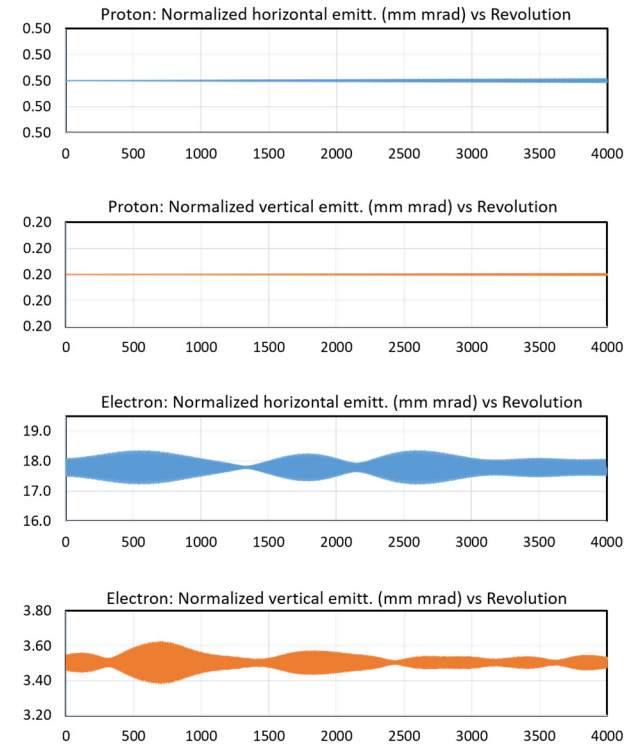 Proton: Normalized horizontal emitt. (mm mrad) vs Revolution
0.50
0.50
0.50
0.50
0.50
0 500 1000 1500 2000 2500 3000 3500 4000
Proton: Normalized vertical emitt. (mm mrad) vs Revolution
0.20
0.20
0.20
0.20
0.20
0 500 1000 1500 2000 2500 3000 3500 4000
Electron: Normalized horizontal emitt. (mm mrad) vs Revolution
19.0
18.0
17.0
16.0
0 500 1000 1500 2000 2500 3000 3500 4000
Electron: Normalized vertical emitt. (mm mrad) vs Revolution
3.80
3.60
3.40
3.20
0 500 1000 1500 2000 2500 3000 3500 4000